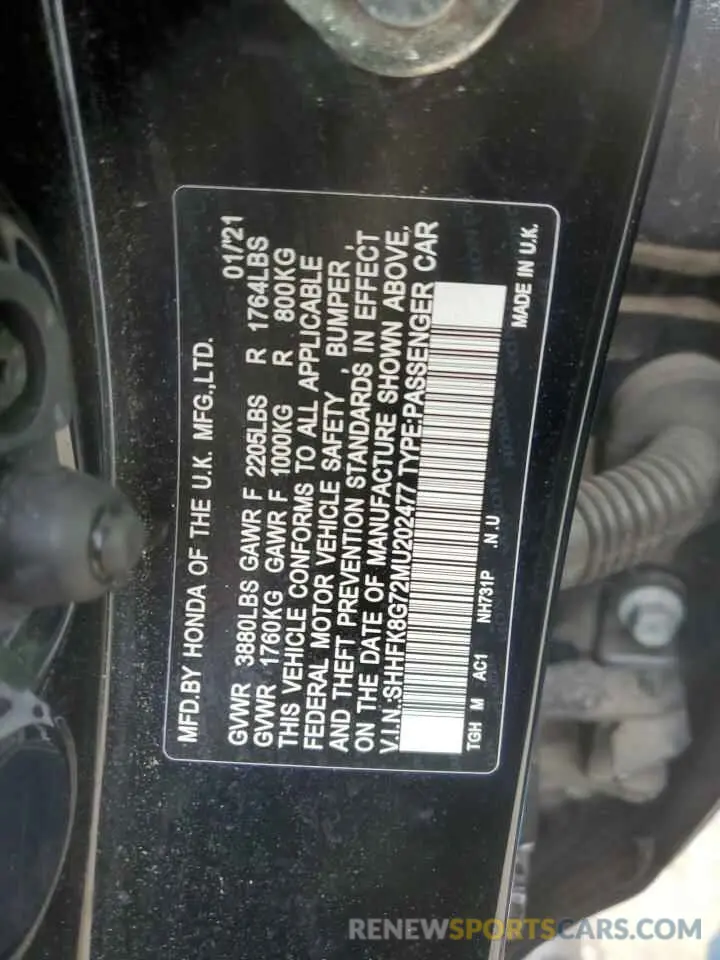 MFD.BY HONDA OF THE U.K. MFG.,LTD.
01/'21
GVWR 3880LBS GAWR F 2205LBS R 1764LBS
GVWR 1760KG GAWR F 1000KG R 800KG
THIS VEHICLE CONFORMS TO ALL APPLICABLE
FEDERAL MOTOR VEHICLE SAFETY , BUMPER ,
AND THEFT PREVENTION STANDARDS IN EFFECT
ON THE DATE OF MANUFACTURE SHOWN ABOVE.
V.I.N.:SHHFK8G72MU202477 TYPE:PASSENGER CAR
TGH M AC1 NH731P .N.U
MADE IN U.K.
RENEWSPORTSCARS.COM